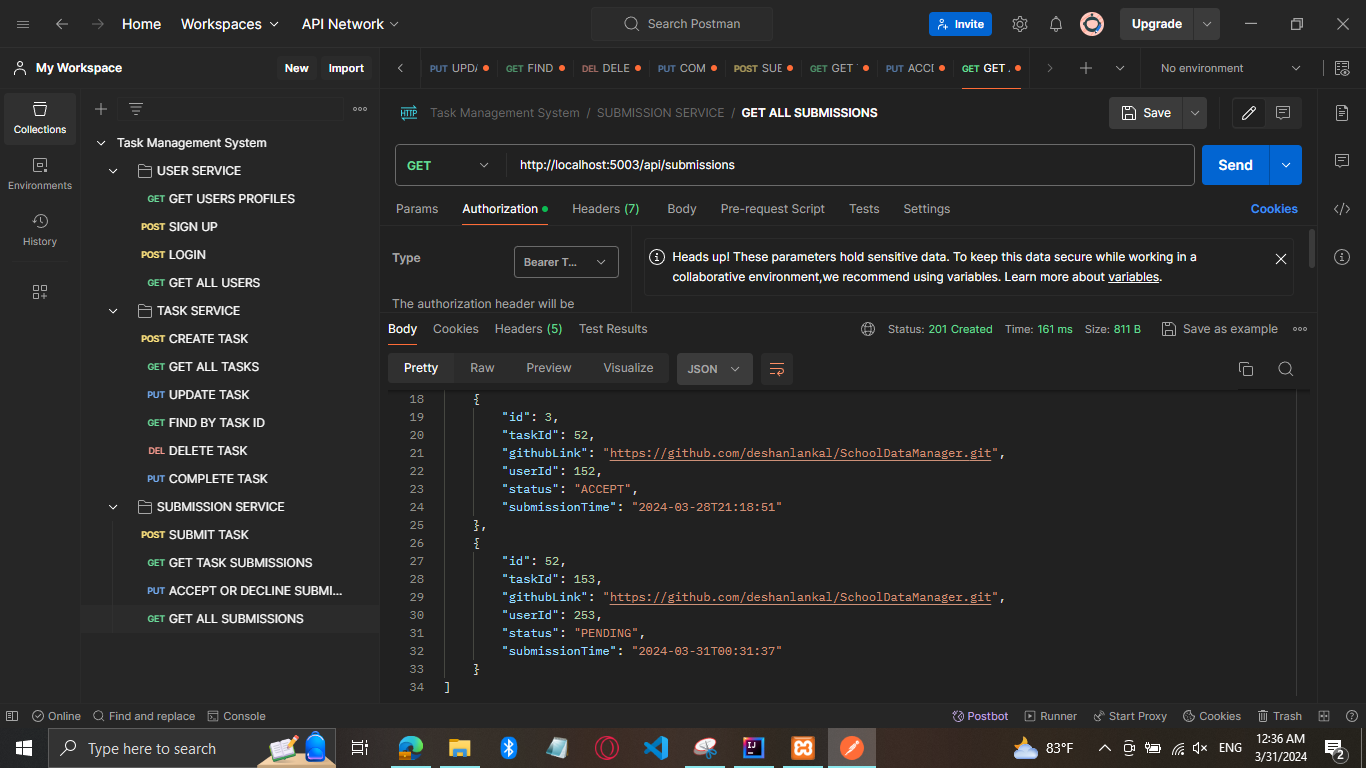 Home Workspaces API Network Search Postman Invite Upgrade
My Workspace New Import PUT UPD DEL DELE PUT COM POST GET PUT ACC GET GET No environment
GET FIND
Collections
Environments
History
Task Management System
USER SERVICE
GET GET USERS PROFILES
POST SIGN UP
POST LOGIN
GET GET ALL USERS
TASK SERVICE
POST CREATE TASK
GET GET ALL TASKS
PUT UPDATE TASK
GET FIND BY TASK ID
DEL DELETE TASK
PUT COMPLETE TASK
SUBMISSION SERVICE
POST SUBMIT TASK
GET GET TASK SUBMISSIONS
PUT ACCEPT OR DECLINE SUBMI...
GET GET ALL SUBMISSIONS
HTTP Task Management System / SUBMISSION SERVICE / GET ALL SUBMISSIONS Save
GET http://localhost:5003/api/submissions Send
Params Authorization Headers (7) Body Pre-request Script Tests Settings Cookies
Type Bearer T...
Heads up! These parameters hold sensitive data. To keep this data secure while working in a
collaborative environment,we recommend using variables. Learn more about variables.
The authorization header will be
Body Cookies Headers (5) Test Results Status: 201 Created Time: 161 ms Size: 811 B Save as example
Pretty Raw Preview Visualize JSON
18 {
19 "id": 3,
20 "taskId": 52,
21 "githubLink": "https://github.com/deshanlankal/SchoolDataManager.git",
22 "userId": 152,
23 "status": "ACCEPT",
24 "submissionTime": "2024-03-28T21:18:51"
25 },
26 {
27 "id": 52,
28 "taskId": 153,
29 "githubLink": "https://github.com/deshanlankal/SchoolDataManager.git",
30 "userId": 253,
31 "status": "PENDING",
32 "submissionTime": "2024-03-31T00:31:37"
33 }
34 ]
Online Find and replace Console Postbot Runner Start Proxy Cookies Trash
Type here to search 83°F ENG 12:36 AM
3/31/2024 2